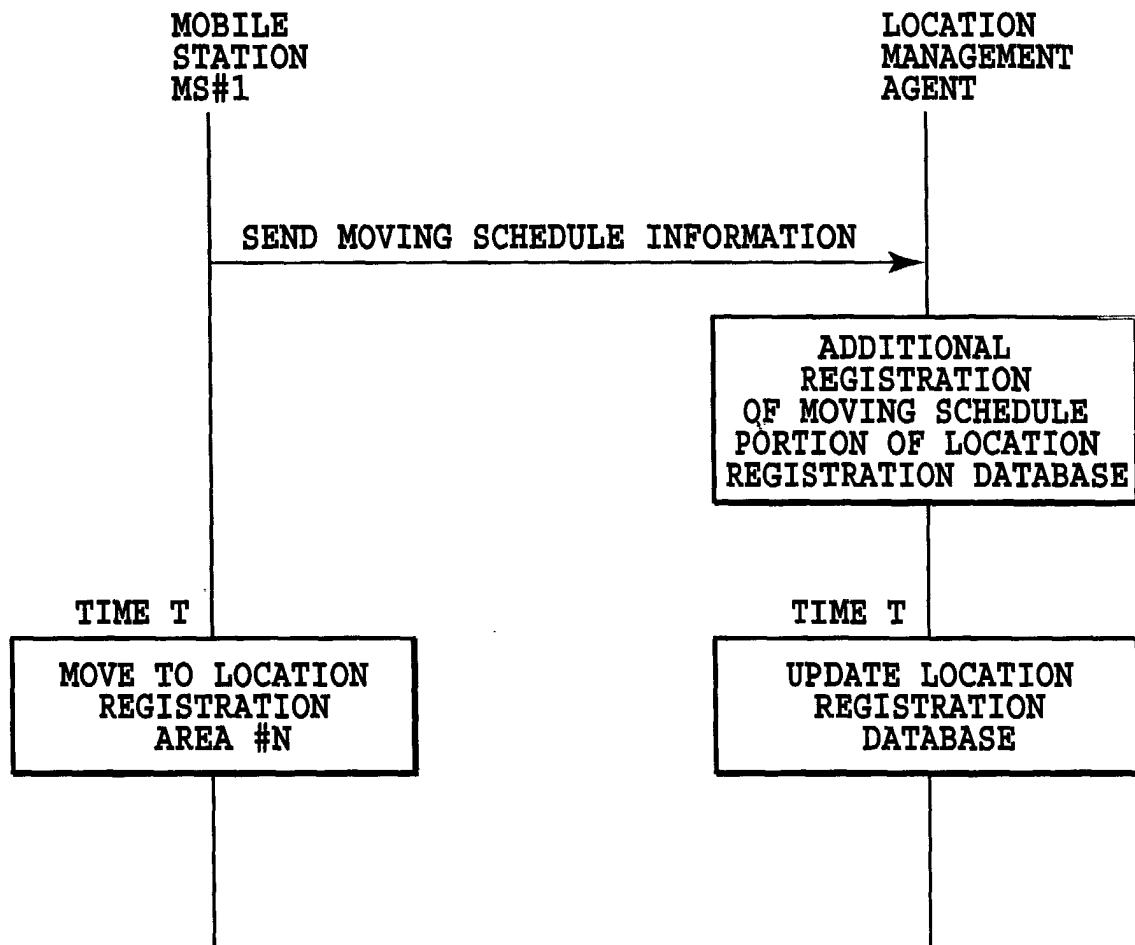 MOBILE
STATION
MS#1
LOCATION
MANAGEMENT
AGENT
SEND MOVING SCHEDULE INFORMATION
ADDITIONAL
REGISTRATION
OF MOVING SCHEDULE
PORTION OF LOCATION
REGISTRATION DATABASE
TIME T
MOVE TO LOCATION
REGISTRATION
AREA #N
TIME T
UPDATE LOCATION
REGISTRATION
DATABASE